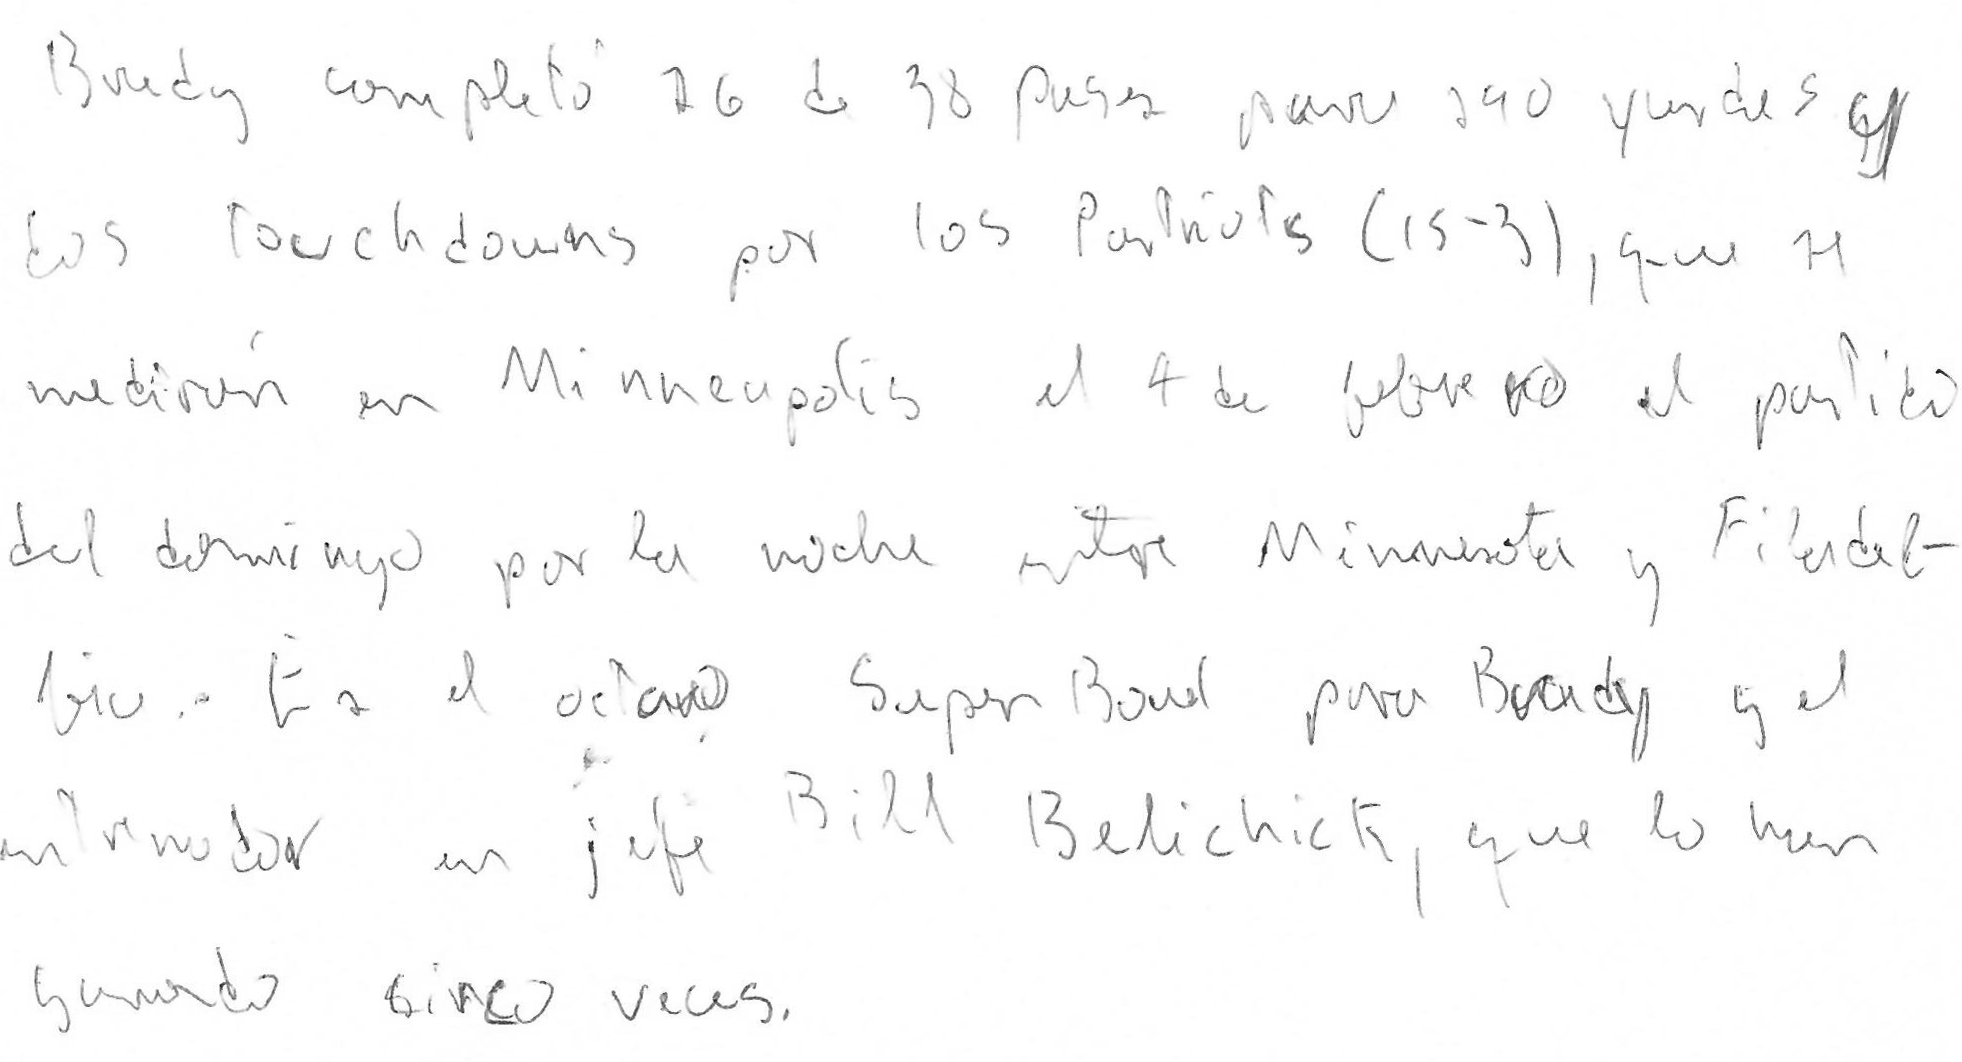 Brady completó 26 de 38 pases para 290 yardas y
dos touchdowns por los Patriots (15-3), que se
medirán en Minneapolis el 4 de febrero al partido
del domingo por la noche entre Minnesota y Filadel-
fia. Es el octavo Super Bowl para Brady y el
entrenador en jefe Bill Belichick, que lo han
ganado cinco veces.